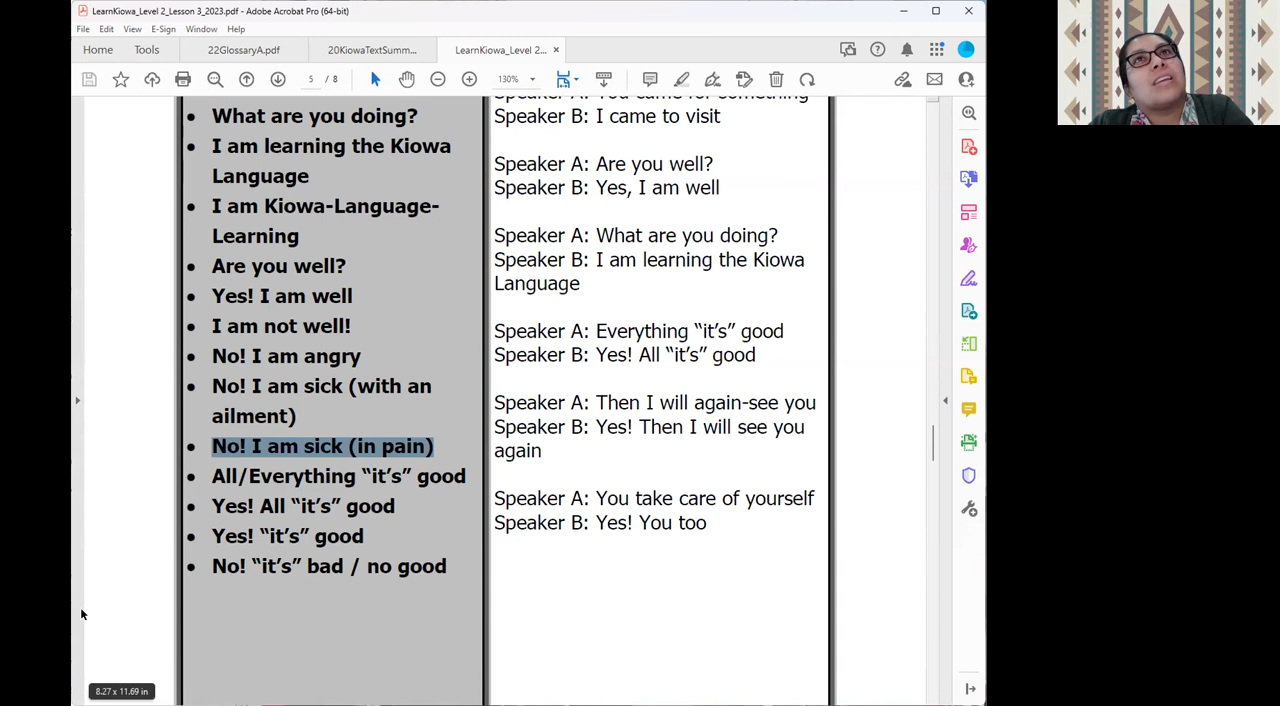 LearnKiowa_Level 2_Lesson 3_2023.pdf - Adobe Acrobat Pro (64-bit)
File Edit View E-Sign Window Help
Home Tools 22GlossaryA.pdf 20KiowaTextSumm... LearnKiowa_Level 2...
5 / 8 130%
• What are you doing?
• I am learning the Kiowa
Language
• I am Kiowa-Language-
Learning
• Are you well?
• Yes! I am well
• I am not well!
• No! I am angry
• No! I am sick (with an
ailment)
• No! I am sick (in pain)
• All/Everything “it’s” good
• Yes! All “it’s” good
• Yes! “it’s” good
• No! “it’s” bad / no good
Speaker A: You came for something
Speaker B: I came to visit
Speaker A: Are you well?
Speaker B: Yes, I am well
Speaker A: What are you doing?
Speaker B: I am learning the Kiowa
Language
Speaker A: Everything “it’s” good
Speaker B: Yes! All “it’s” good
Speaker A: Then I will again-see you
Speaker B: Yes! Then I will see you
again
Speaker A: You take care of yourself
Speaker B: Yes! You too
8.27 x 11.69 in